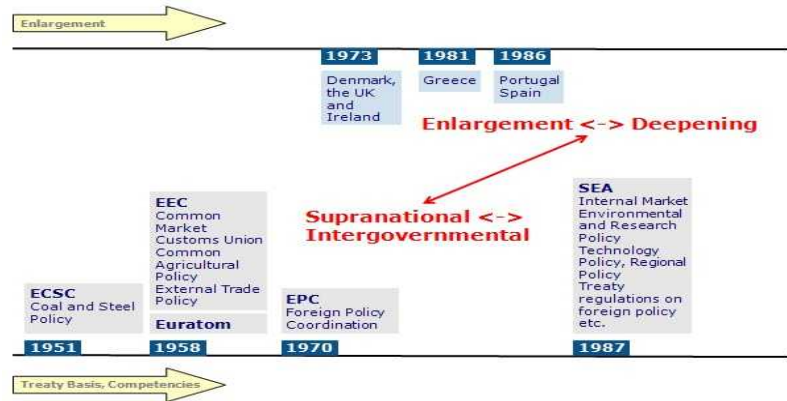 Enlargement
1973
Denmark,
the UK
and
Ireland
1981
Greece
1986
Portugal
Spain
Enlargement <-> Deepening
Supranational <->
Intergovernmental
ECSC
Coal and Steel
Policy
1951
EEC
Common
Market
Customs Union
Common
Agricultural
Policy
External Trade
Policy
Euratom
1958
EPC
Foreign Policy
Coordination
1970
SEA
Internal Market
Environmental
and Research
Policy
Technology
Policy, Regional
Policy
Treaty
regulations on
foreign policy
etc.
1987
Treaty Basis, Competencies